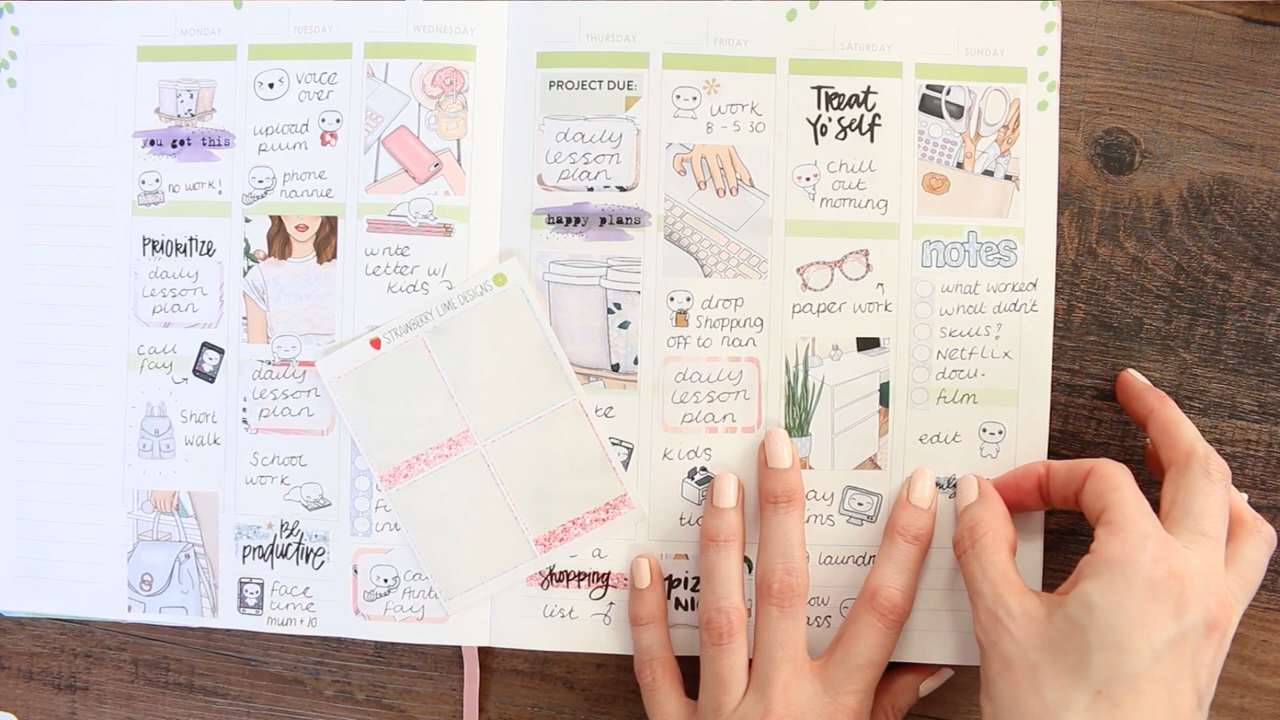 MONDAY
TUESDAY
WEDNESDAY
THURSDAY
FRIDAY
SATURDAY
SUNDAY
you got this
no work!
PRIORITIZE
daily
lesson
plan
call
fay
Short
walk
voice
over
upload
phone
nannie
daily
lesson
plan
School
work
Be
productive
face
time
mum + jo
write
letter w/
kids
fay
STRAWBERRY LIME DESIGNS
PROJECT DUE:
daily
lesson
plan
happy plans
a
shopping
list
work
8 - 5:30
drop
Shopping
OFF to nan
daily
lesson
plan
kids
Treat
Yo' self
chill
out
morning
paper work
notes
what worked
what didn't
skills?
Netflix
docu.
film
edit